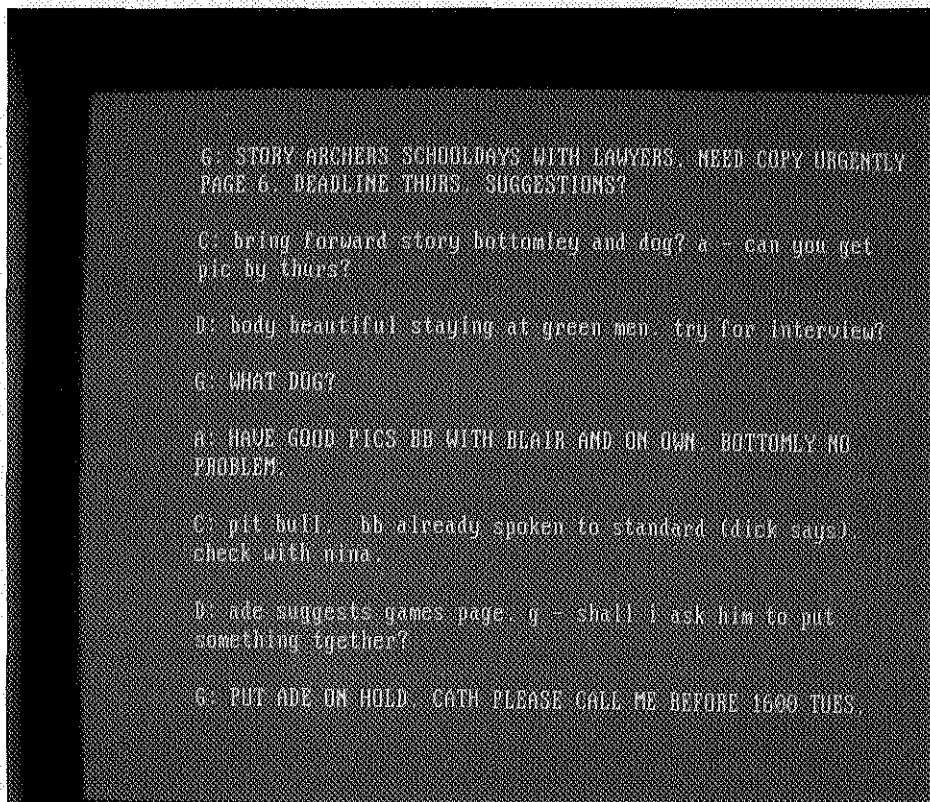 G: STORY ARCHERS SCHOOLDAYS WITH LAWYERS. NEED COPY URGENTLY
PAGE 6. DEADLINE THURS. SUGGESTIONS?
C: bring forward story bottomley and dog? a - can you get
pic by thurs?
D: body beautiful staying at green men. try for interview?
G: WHAT DOG?
A: HAVE GOOD PICS BB WITH BLAIR AND ON OWN. BOTTOMLY NO
PROBLEM.
C: pit bull. bb already spoken to standard (dick says).
check with nina.
D: ade suggests games page. g - shall i ask him to put
something tgether?
G: PUT ADE ON HOLD. CATH PLEASE CALL ME BEFORE 1600 TUES.